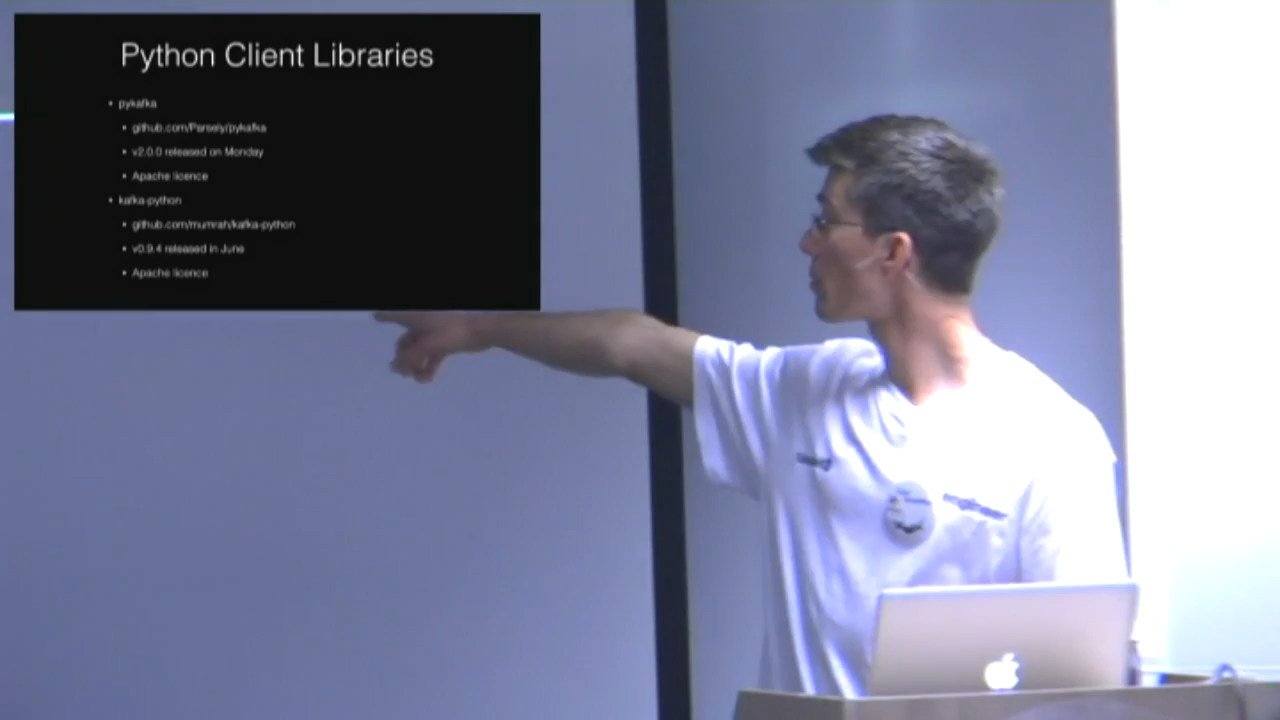 Python Client Libraries
• pykafka
• github.com/Parsely/pykafka
• v2.0.0 released on Monday
• Apache licence
• kafka-python
• github.com/mumrah/kafka-python
• v0.9.4 released in June
• Apache licence